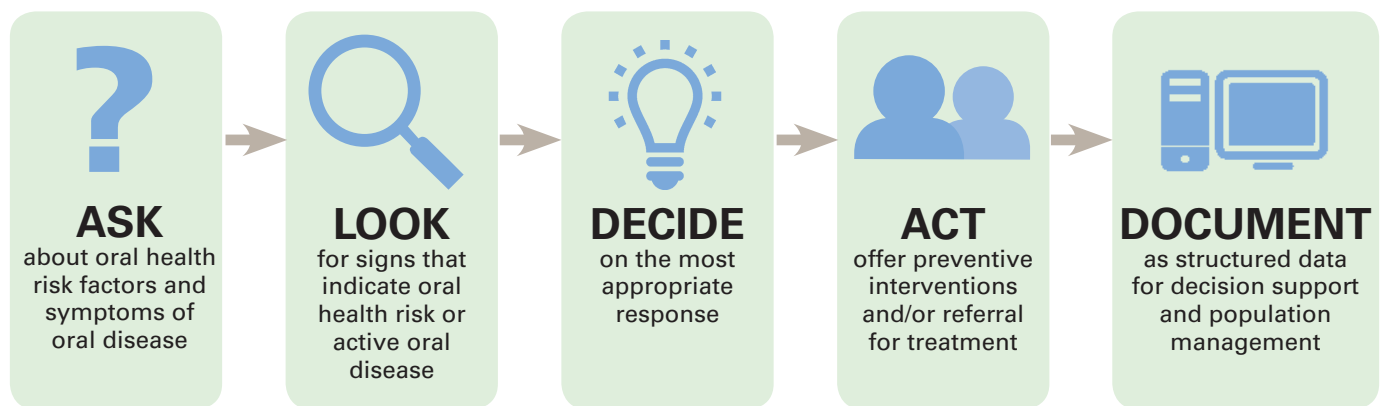 ASK
about oral health
risk factors and
symptoms of
oral disease
LOOK
for signs that
indicate oral
health risk or
active oral
disease
DECIDE
on the most
appropriate
response
ACT
offer preventive
interventions
and/or referral
for treatment
DOCUMENT
as structured data
for decision support
and population
management